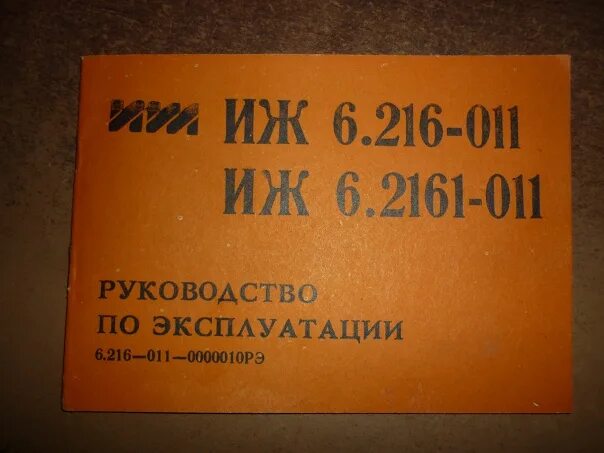 ИЖ 6.216-011
ИЖ 6.2161-011
РУКОВОДСТВО
ПО ЭКСПЛУАТАЦИИ
6.216—011—0000010РЭ